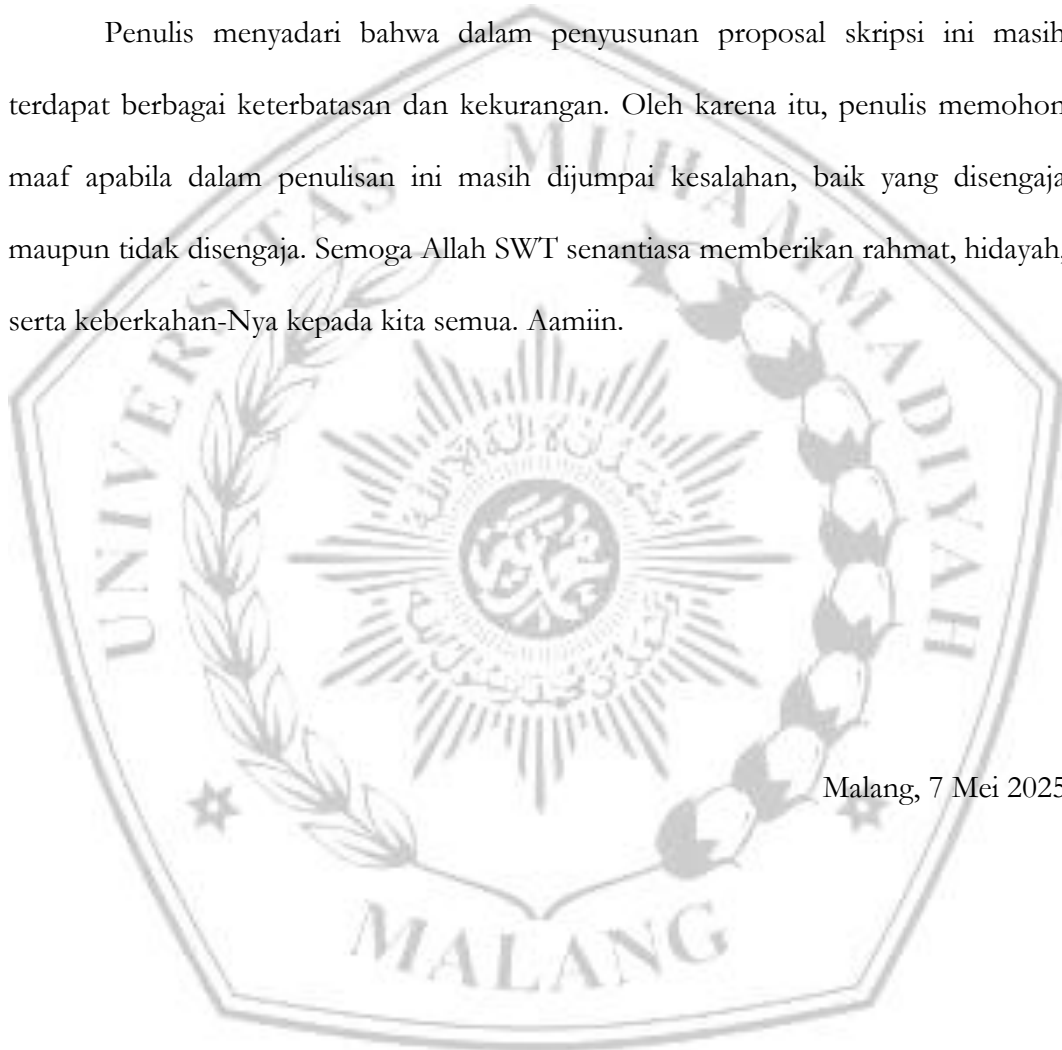 Penulis menyadari bahwa dalam penyusunan proposal skripsi ini masih
terdapat berbagai keterbatasan dan kekurangan. Oleh karena itu, penulis memohon
maaf apabila dalam penulisan ini masih dijumpai kesalahan, baik yang disengaja
maupun tidak disengaja. Semoga Allah SWT senantiasa memberikan rahmat, hidayah,
serta keberkahan-Nya kepada kita semua. Aamiin.
UNIVERSITAS MUHAMMADIYAH
Malang, 7 Mei 2025
MALANG